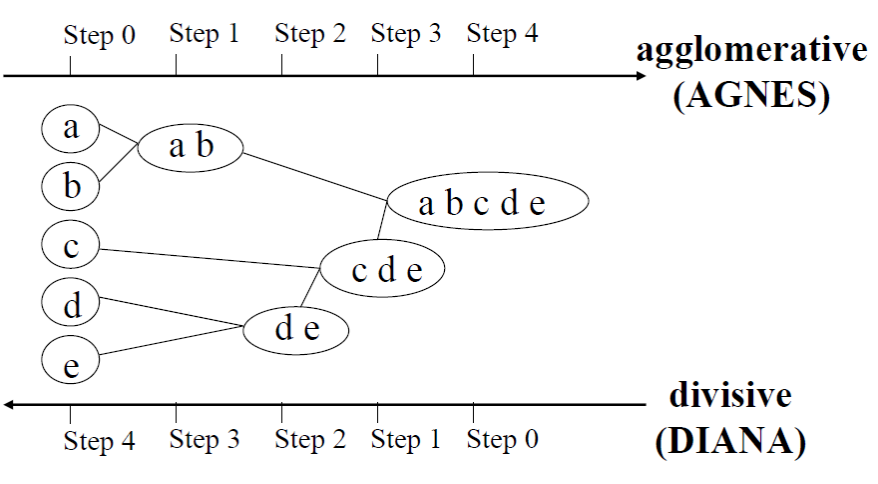 Step 0 Step 1 Step 2 Step 3 Step 4
agglomerative
(AGNES)
a
a b
b
a b c d e
c
c d e
d
d e
e
divisive
(DIANA)
Step 4 Step 3 Step 2 Step 1 Step 0